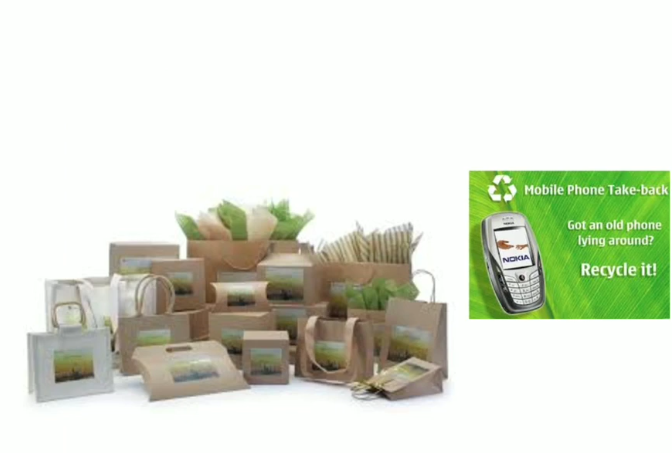 Mobile Phone Take-back
Got an old phone
lying around?
Recycle it!
NOKIA